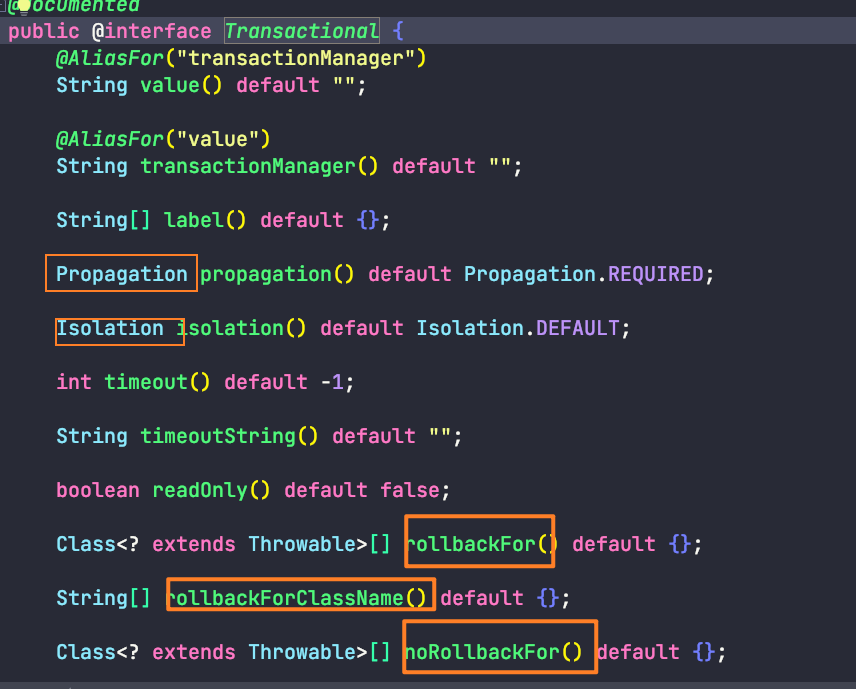 @Documented
public @interface Transactional {
@AliasFor("transactionManager")
String value() default "";
@AliasFor("value")
String transactionManager() default "";
String[] label() default {};
Propagation propagation() default Propagation.REQUIRED;
Isolation isolation() default Isolation.DEFAULT;
int timeout() default -1;
String timeoutString() default "";
boolean readOnly() default false;
Class<? extends Throwable>[] rollbackFor() default {};
String[] rollbackForClassName() default {};
Class<? extends Throwable>[] noRollbackFor() default {};